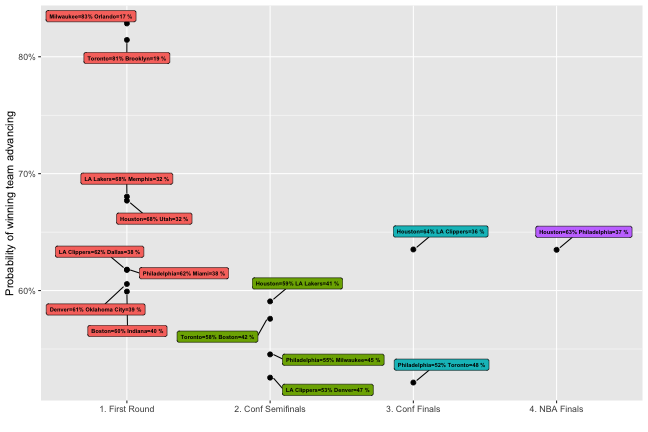 Probability of winning team advancing
80%
70%
60%
Milwaukee=83% Orlando=17 %
Toronto=81% Brooklyn=19 %
LA Lakers=68% Memphis=32 %
Houston=68% Utah=32 %
LA Clippers=62% Dallas=38 %
Philadelphia=62% Miami=38 %
Denver=61% Oklahoma City=39 %
Boston=60% Indiana=40 %
Houston=59% LA Lakers=41 %
Toronto=58% Boston=42 %
Philadelphia=55% Milwaukee=45 %
LA Clippers=53% Denver=47 %
Houston=64% LA Clippers=36 %
Philadelphia=52% Toronto=48 %
Houston=63% Philadelphia=37 %
1. First Round
2. Conf Semifinals
3. Conf Finals
4. NBA Finals